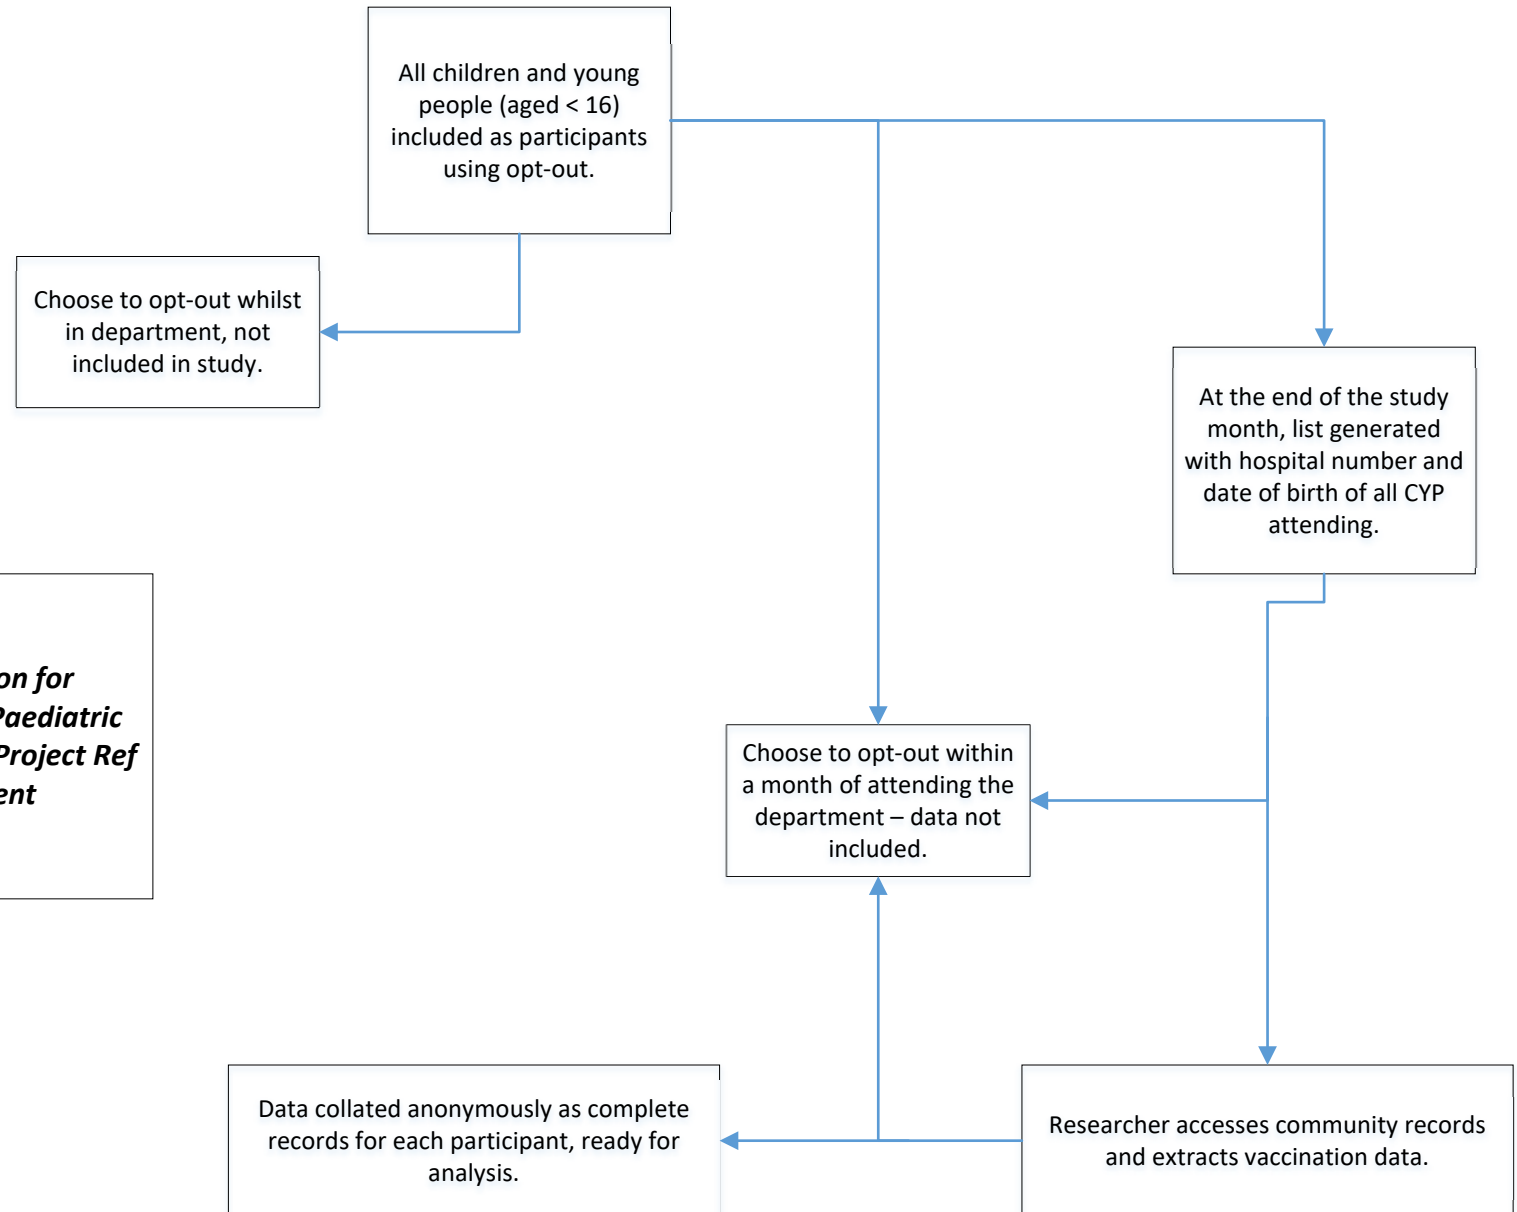 All children and young
people (aged < 16)
included as participants
using opt-out.
Choose to opt-out whilst
in department, not
included in study.
At the end of the study
month, list generated
with hospital number and
date of birth of all CYP
attending.
on for
Paediatric
Project Ref
ent
Choose to opt-out within
a month of attending the
department – data not
included.
Data collated anonymously as complete
records for each participant, ready for
analysis.
Researcher accesses community records
and extracts vaccination data.